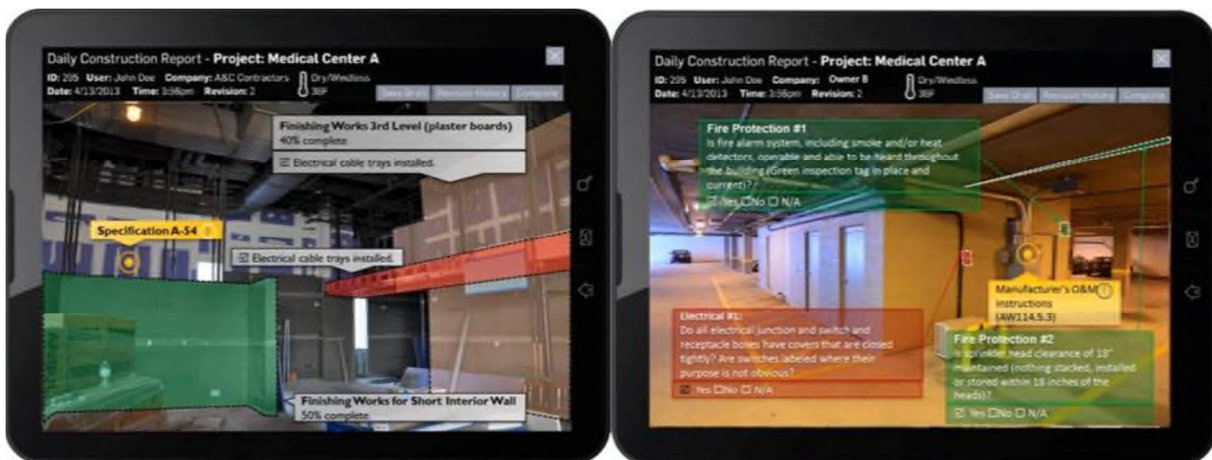 Daily Construction Report - Project: Medical Center A
ID: 295 User: John Doe Company: A&C Contractors
Dry/Windless
Date: 4/13/2013 Time: 3:56pm Revision: 2
38F
Save Draft Revision History Complete
Finishing Works 3rd Level (plaster boards)
40% complete
☑ Electrical cable trays installed.
Specification A-54
☑ Electrical cable trays installed.
Finishing Works for Short Interior Wall
50% complete
Daily Construction Report - Project: Medical Center A
ID: 295 User: John Doe Company: Owner B
Dry/Windless
Date: 4/13/2013 Time: 3:56pm Revision: 2
38F
Save Draft Revision History Complete
Fire Protection #1
Is fire alarm system, including smoke and/or heat
detectors, operable and able to be heard throughout
the building (Green inspection tag in place and
current)?
☑ Yes ☐No ☐ N/A
Manufacturer's O&M
instructions
(AW114.5.3)
Electrical #1:
Do all electrical junction and switch and
receptacle boxes have covers that are closed
tightly? Are switches labeled where their
purpose is not obvious?
☑ Yes ☐No ☐ N/A
Fire Protection #2
Is sprinkler head clearance of 18"
maintained (nothing stacked, installed
or stored within 18 inches of the
heads)?
☑ Yes ☐No ☐ N/A